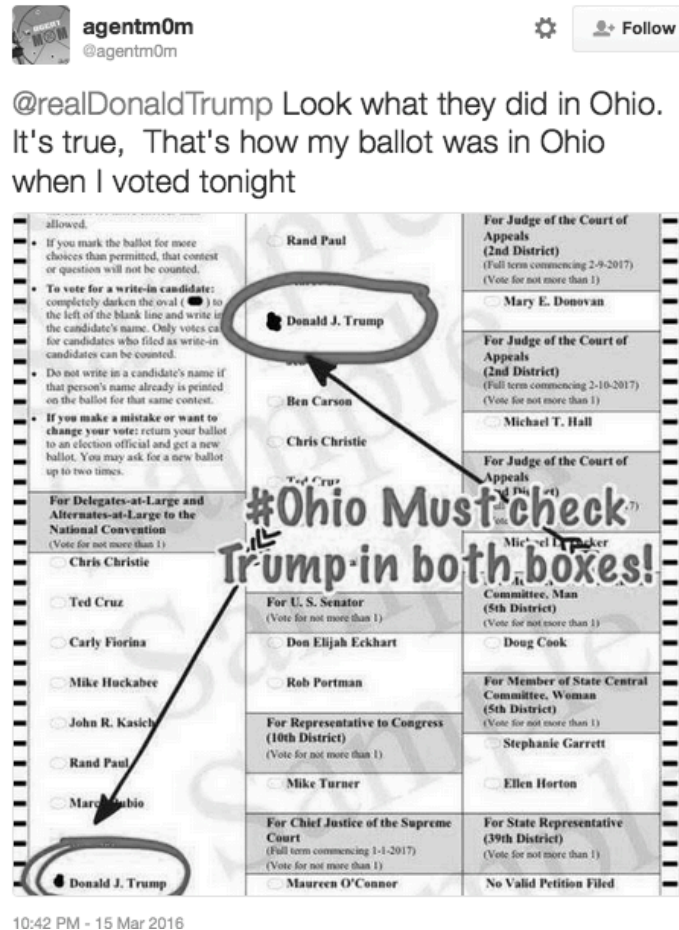 agentm0m
@agentm0m
Follow
@realDonaldTrump Look what they did in Ohio.
It's true, That's how my ballot was in Ohio
when I voted tonight
allowed.
• If you mark the ballot for more
choices than permitted, that contest
or question will not be counted.
• To vote for a write-in candidate:
completely darken the oval ( ) to
the left of the blank line and write in
the candidate's name. Only votes ca
for candidates who filed as write-in
candidates can be counted.
• Do not write in a candidate's name if
that person's name already is printed
on the ballot for that same contest.
• If you make a mistake or want to
change your vote: return your ballot
to an election official and get a new
ballot. You may ask for a new ballot
up to two times.
For Delegates-at-Large and
Alternates-at-Large to the
National Convention
(Vote for not more than 1)
Chris Christie
Ted Cruz
Carly Fiorina
Mike Huckabee
John R. Kasich
Rand Paul
Marco Rubio
Donald J. Trump
Rand Paul
Donald J. Trump
Ben Carson
Chris Christie
Ted Cruz
#Ohio Must check
Trump in both boxes!
For U. S. Senator
(Vote for not more than 1)
Don Elijah Eckhart
Rob Portman
For Representative to Congress
(10th District)
(Vote for not more than 1)
Mike Turner
For Chief Justice of the Supreme
Court
(Full term commencing 1-1-2017)
(Vote for not more than 1)
Maureen O'Connor
For Judge of the Court of
Appeals
(2nd District)
(Full term commencing 2-9-2017)
(Vote for not more than 1)
Mary E. Donovan
For Judge of the Court of
Appeals
(2nd District)
(Full term commencing 2-10-2017)
(Vote for not more than 1)
Michael T. Hall
For Judge of the Court of
Appeals
Committee, Man
(5th District)
(Vote for not more than 1)
Doug Cook
For Member of State Central
Committee, Woman
(5th District)
(Vote for not more than 1)
Stephanie Garrett
Ellen Horton
For State Representative
(39th District)
(Vote for not more than 1)
No Valid Petition Filed
Sample
10:42 PM - 15 Mar 2016